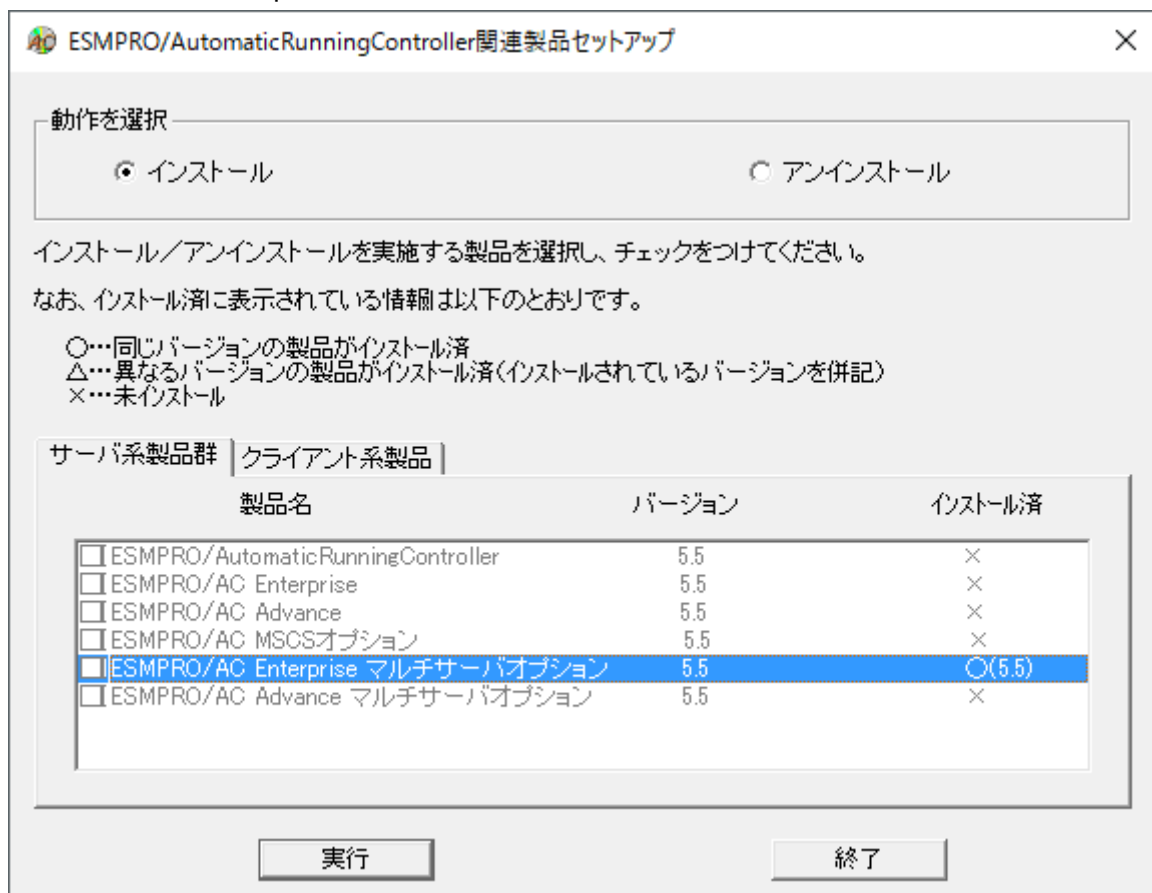 ESMPRO/AutomaticRunningController関連製品セットアップ
動作を選択
インストール
アンインストール
インストール／アンインストールを実施する製品を選択し、チェックをつけてください。
なお、インストール済に表示されている情報は以下のとおりです。
○…同じバージョンの製品がインストール済
△…異なるバージョンの製品がインストール済(インストールされているバージョンを併記)
×…未インストール
サーバ系製品群 クライアント系製品
製品名 バージョン インストール済
ESMPRO/AutomaticRunningController 5.5 ×
ESMPRO/AC Enterprise 5.5 ×
ESMPRO/AC Advance 5.5 ×
ESMPRO/AC MSCSオプション 5.5 ×
ESMPRO/AC Enterprise マルチサーバオプション 5.5 ○(5.5)
ESMPRO/AC Advance マルチサーバオプション 5.5 ×
実行 終了